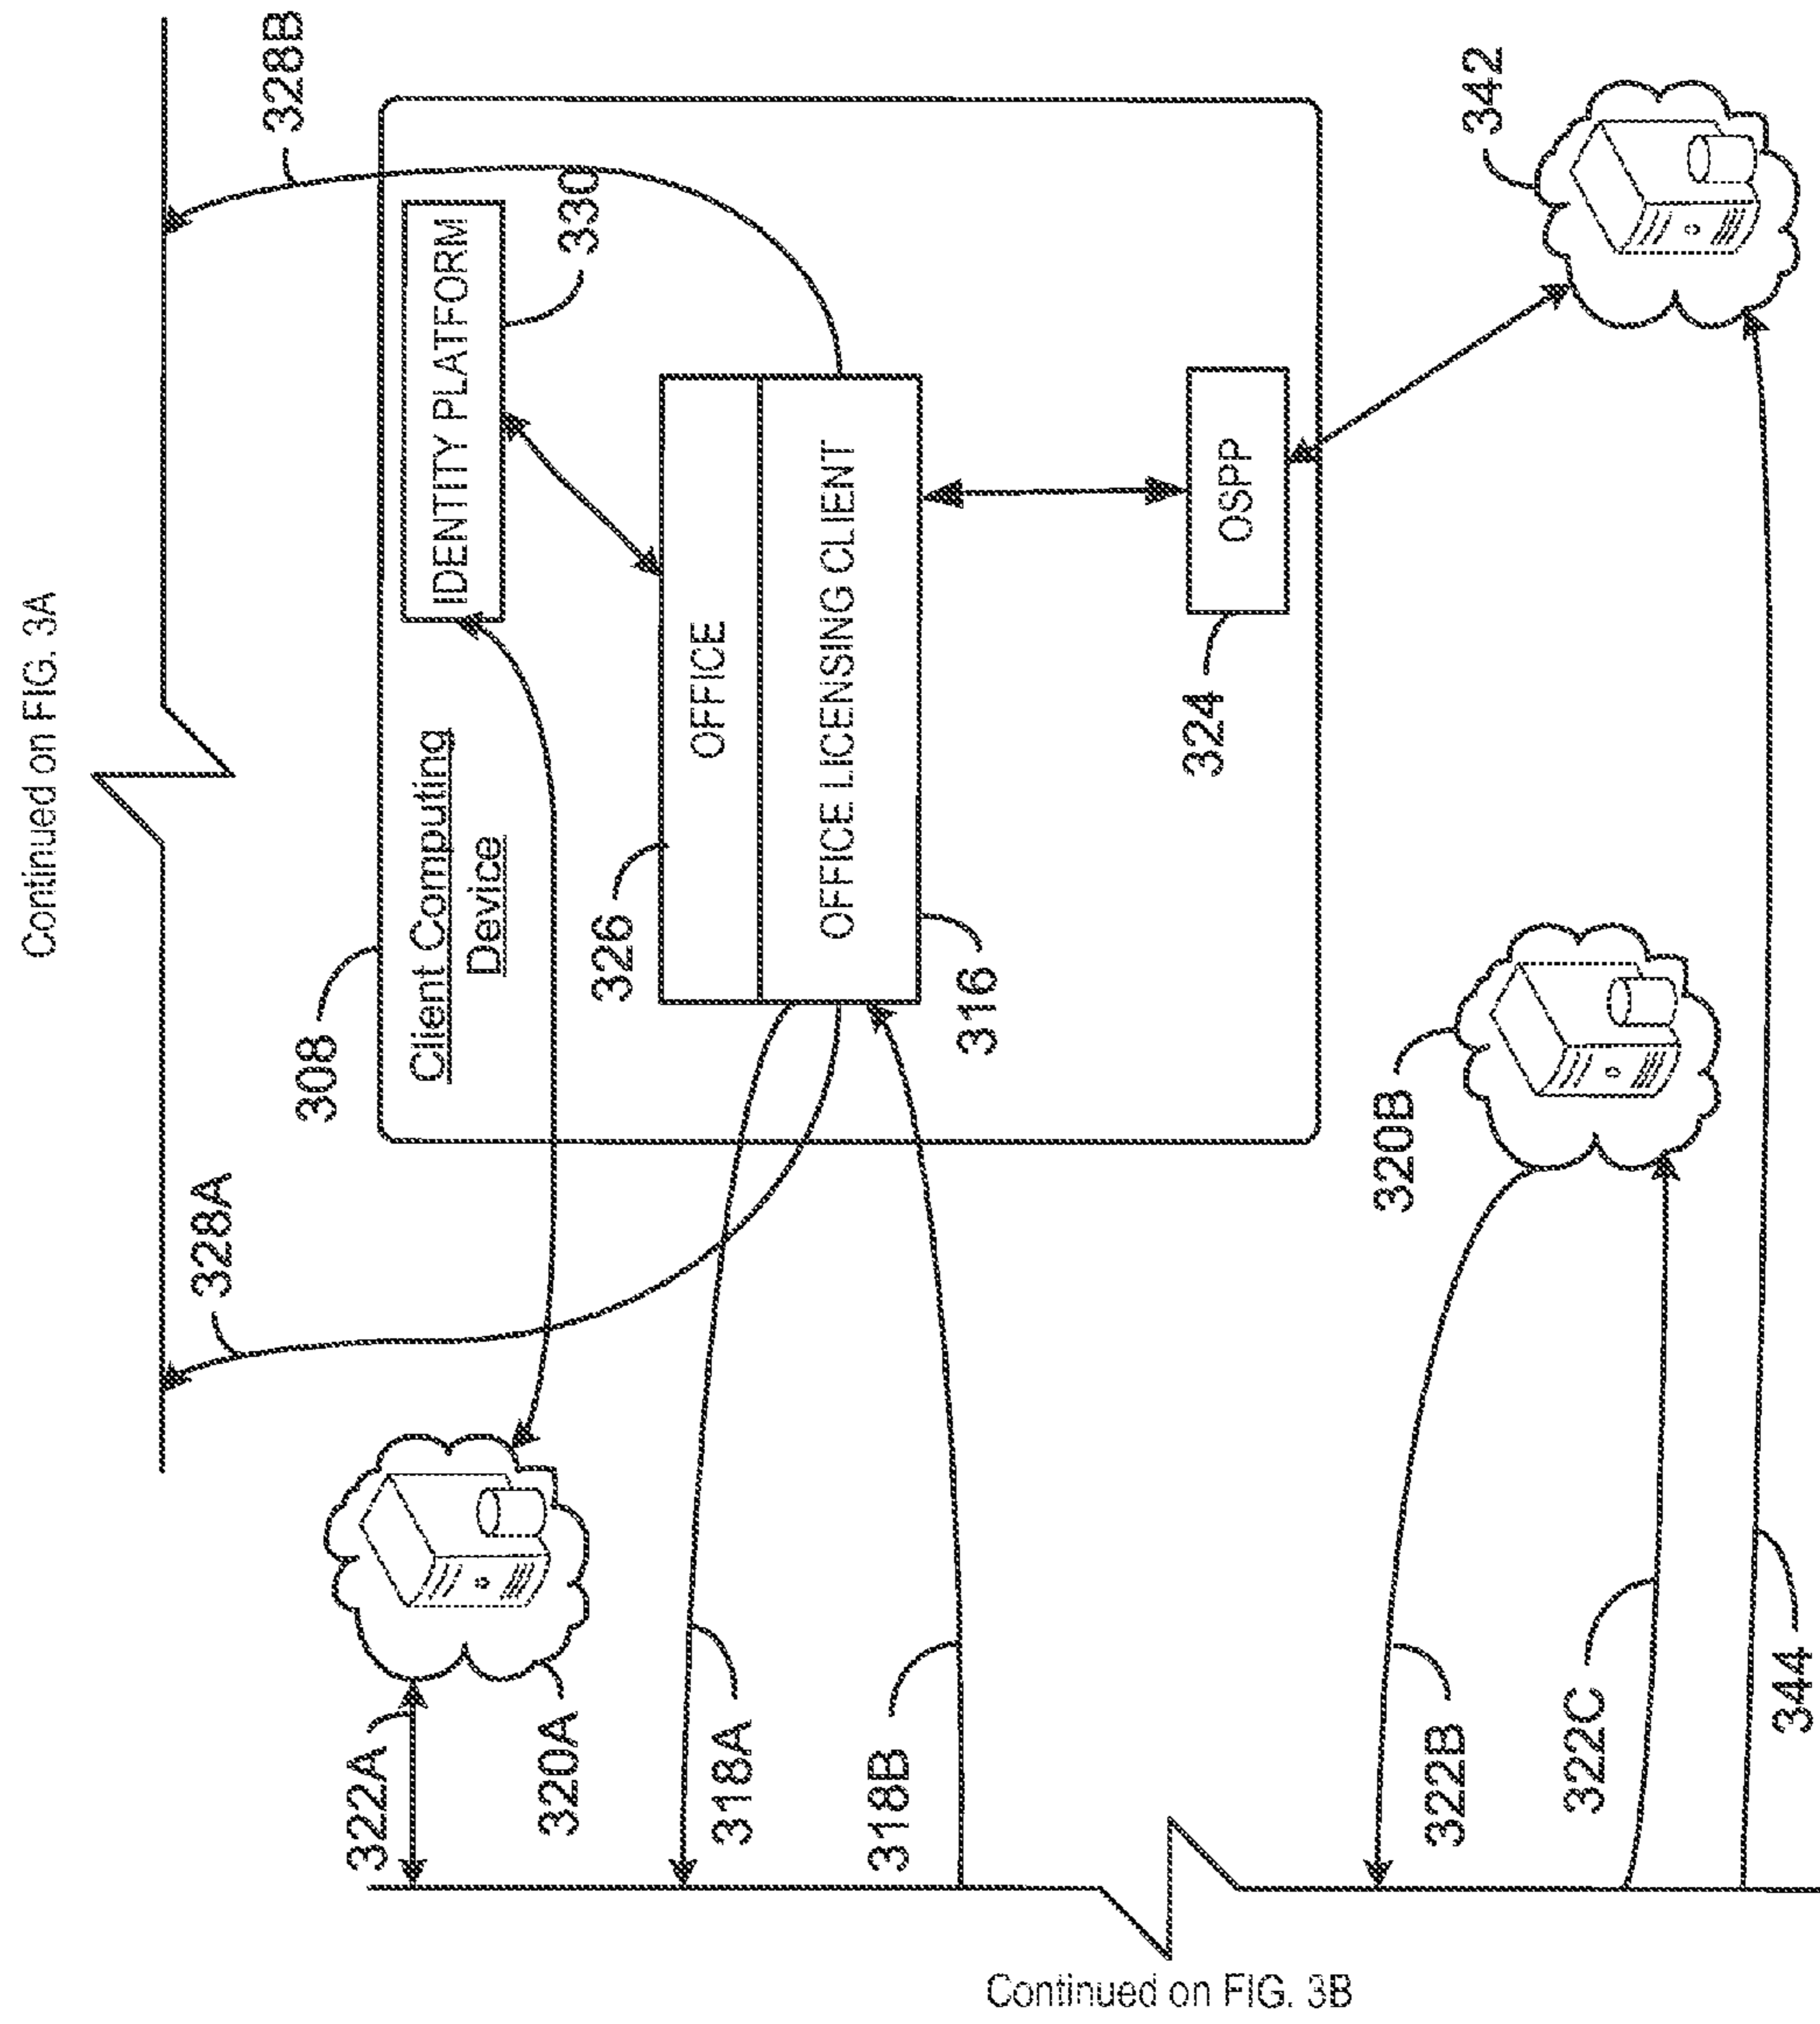 Continued on FIG. 3A
328B
328A
308
Client Computing
Device
IDENTITY PLATFORM
330
326
OFFICE
OFFICE LICENSING CLIENT
316
OSPP
324
342
322A
320A
318A
318B
320B
322B
322C
344
Continued on FIG. 3B